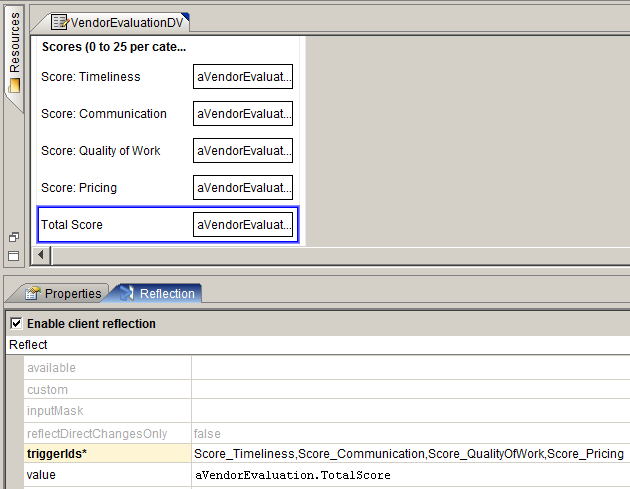 Resources
VendorEvaluationDV
Scores (0 to 25 per cate...
Score: Timeliness aVendorEvaluat...
Score: Communication aVendorEvaluat...
Score: Quality of Work aVendorEvaluat...
Score: Pricing aVendorEvaluat...
Total Score aVendorEvaluat...
Properties Reflection
Enable client reflection
Reflect
available
custom
inputMask
reflectDirectChangesOnly false
triggerIds* Score_Timeliness,Score_Communication,Score_QualityOfWork,Score_Pricing
value aVendorEvaluation.TotalScore